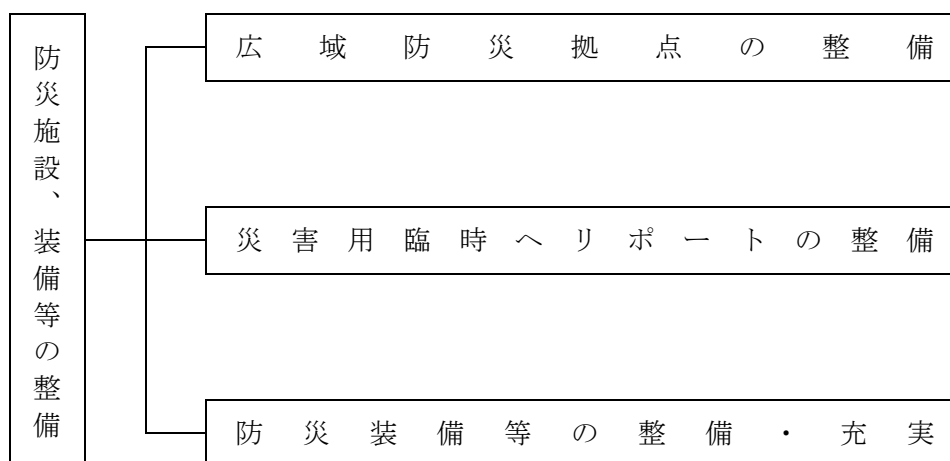 防災施設、装備等の整備
広域防災拠点の整備
災害用臨時ヘリポートの整備
防災装備等の整備・充実